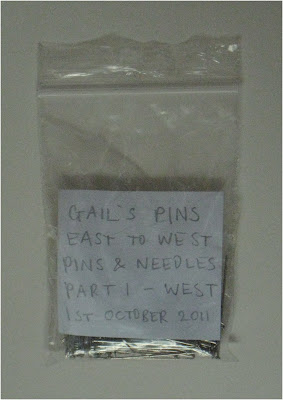 GAIL'S PINS
EAST TO WEST
PINS & NEEDLES
PART 1 - WEST
1ST OCTOBER 2011